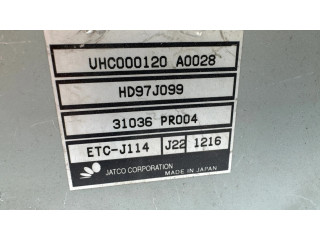 UHC000120 A0028
HD97J099
31036 PR004
ETC-J114 J22 1216
JATCO CORPORATION MADE IN JAPAN